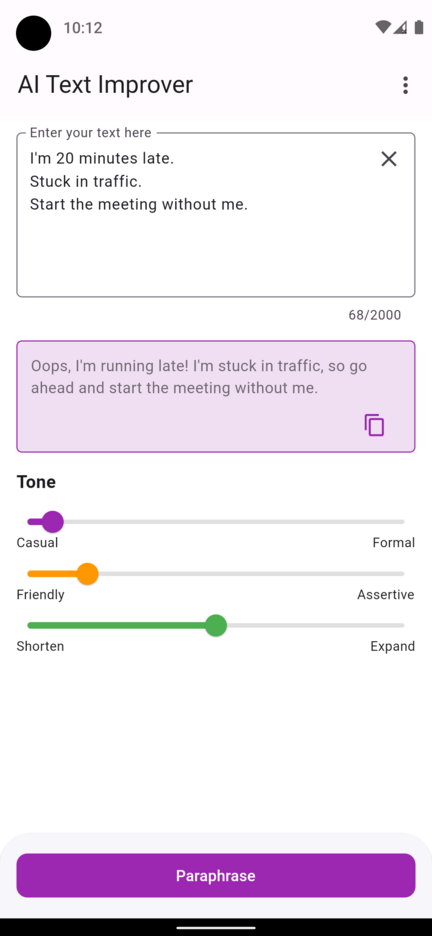 10:12
AI Text Improver
Enter your text here
I'm 20 minutes late.
Stuck in traffic.
Start the meeting without me.
68/2000
Oops, I'm running late! I'm stuck in traffic, so go
ahead and start the meeting without me.
Tone
Casual Formal
Friendly Assertive
Shorten Expand
Paraphrase